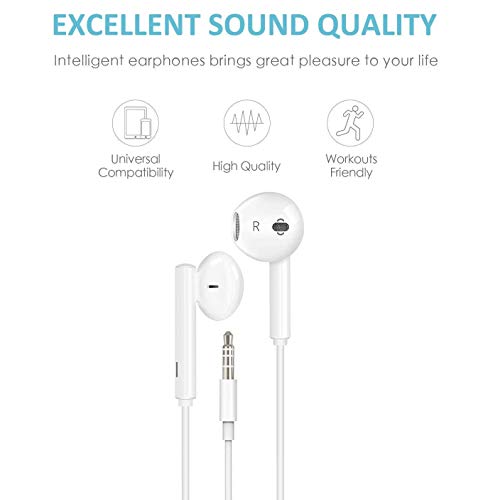 EXCELLENT SOUND QUALITY
Intelligent earphones brings great pleasure to your life
Universal
Compatibility
High Quality
Workouts
Friendly
R